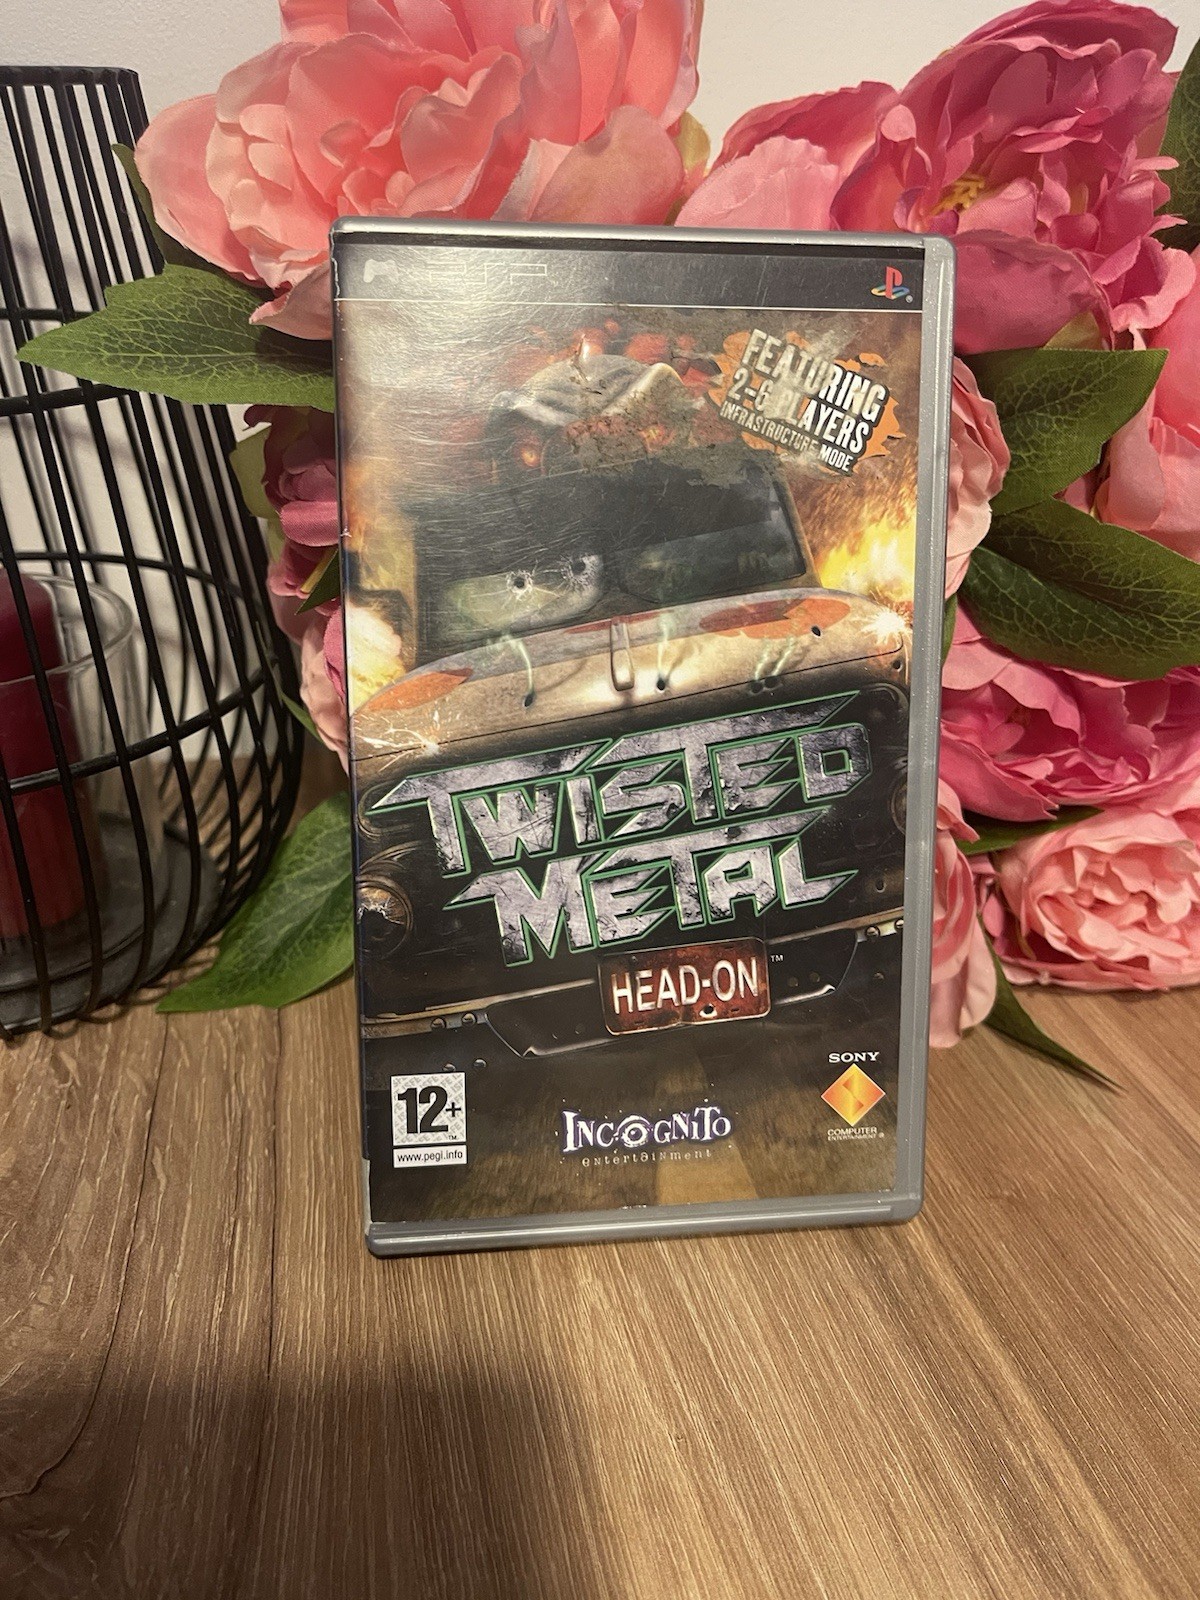 PSP
FEATURING
2-6 PLAYERS
INFRASTRUCTURE MODE
TWISTED
METAL
HEAD-ON ™
12+
www.pegi.info
INCOGNITO
entertainment
SONY
COMPUTER
ENTERTAINMENT ®